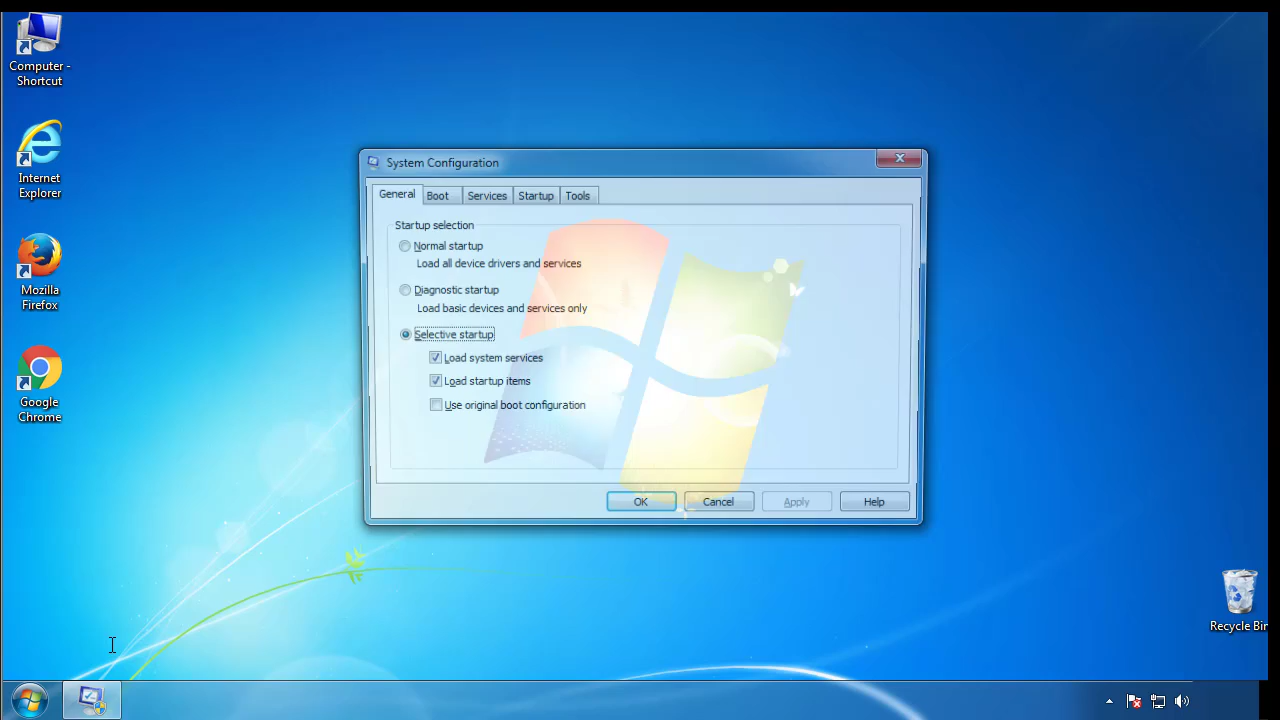 Computer -
Shortcut
Internet
Explorer
Mozilla
Firefox
Google
Chrome
System Configuration
General Boot Services Startup Tools
Startup selection
Normal startup
Load all device drivers and services
Diagnostic startup
Load basic devices and services only
Selective startup
Load system services
Load startup items
Use original boot configuration
OK Cancel Apply Help
Recycle Bin